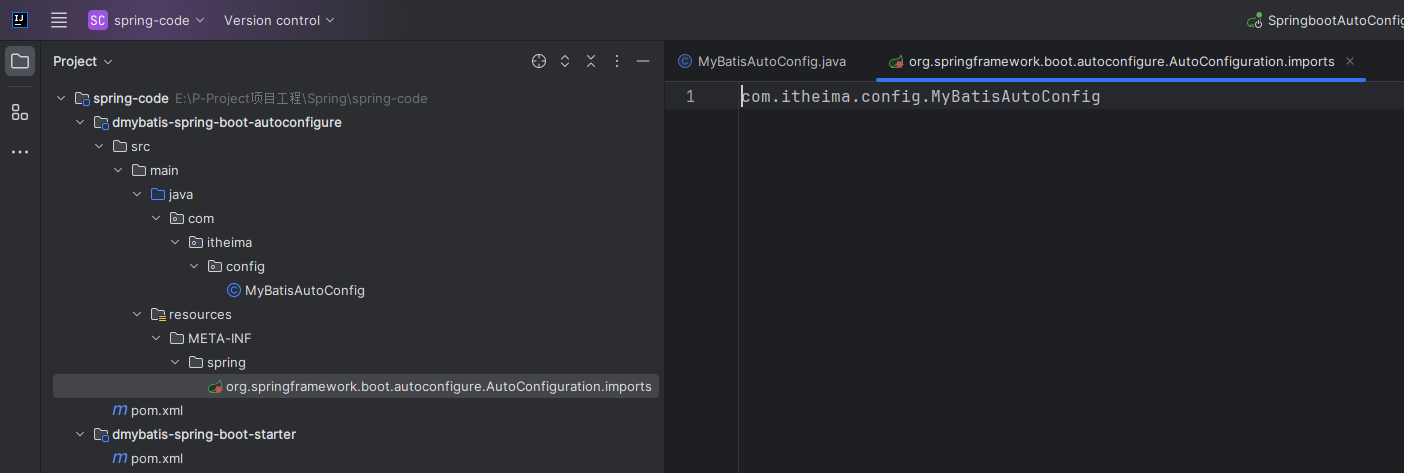 SC spring-code Version control SpringbootAutoConfig
Project
MyBatisAutoConfig.java org.springframework.boot.autoconfigure.AutoConfiguration.imports
spring-code E:\P-Project项目工程\Spring\spring-code
1 com.itheima.config.MyBatisAutoConfig
dmybatis-spring-boot-autoconfigure
src
main
java
com
itheima
config
MyBatisAutoConfig
resources
META-INF
spring
org.springframework.boot.autoconfigure.AutoConfiguration.imports
pom.xml
dmybatis-spring-boot-starter
pom.xml